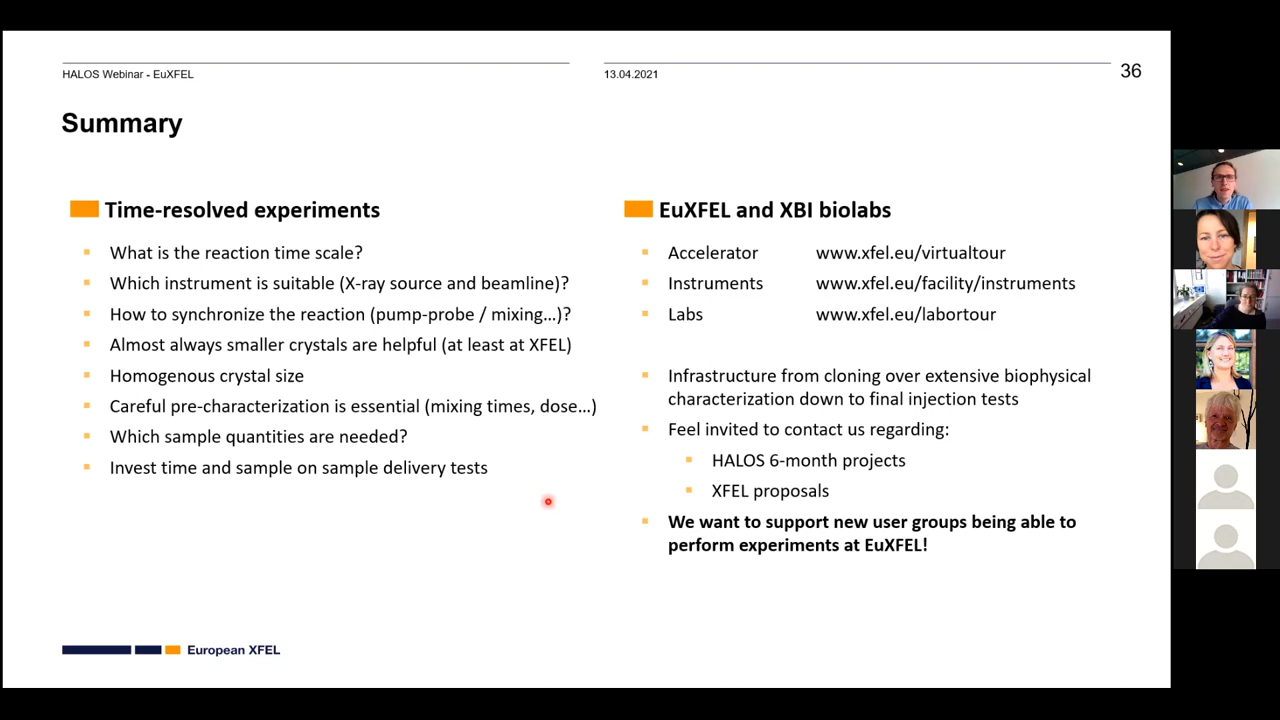 HALOS Webinar - EuXFEL
13.04.2021
36
Summary
Time-resolved experiments
What is the reaction time scale?
Which instrument is suitable (X-ray source and beamline)?
How to synchronize the reaction (pump-probe / mixing…)?
Almost always smaller crystals are helpful (at least at XFEL)
Homogenous crystal size
Careful pre-characterization is essential (mixing times, dose…)
Which sample quantities are needed?
Invest time and sample on sample delivery tests
EuXFEL and XBI biolabs
Accelerator www.xfel.eu/virtualtour
Instruments www.xfel.eu/facility/instruments
Labs www.xfel.eu/labortour
Infrastructure from cloning over extensive biophysical
characterization down to final injection tests
Feel invited to contact us regarding:
HALOS 6-month projects
XFEL proposals
We want to support new user groups being able to
perform experiments at EuXFEL!
European XFEL